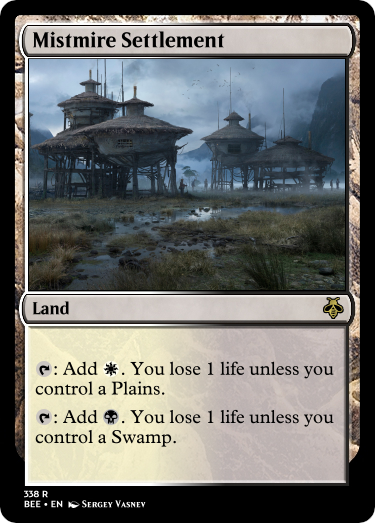 Mistmire Settlement
Land
: Add . You lose 1 life unless you
control a Plains.
: Add . You lose 1 life unless you
control a Swamp.
338 R
BEE • EN Sergey Vasnev